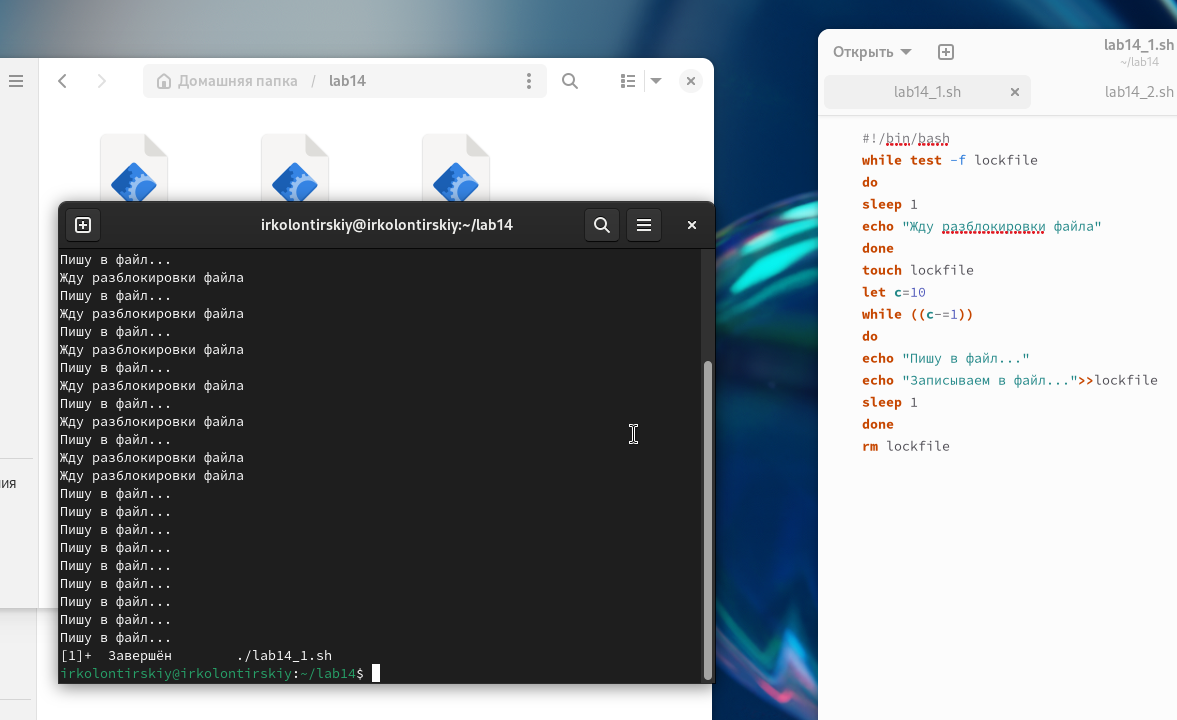 Домашняя папка / lab14
ния
irkolontirskiy@irkolontirskiy:~/lab14
Пишу в файл...
Жду разблокировки файла
Пишу в файл...
Жду разблокировки файла
Пишу в файл...
Жду разблокировки файла
Пишу в файл...
Жду разблокировки файла
Пишу в файл...
Жду разблокировки файла
Пишу в файл...
Жду разблокировки файла
Жду разблокировки файла
Пишу в файл...
Пишу в файл...
Пишу в файл...
Пишу в файл...
Пишу в файл...
Пишу в файл...
Пишу в файл...
Пишу в файл...
Пишу в файл...
[1]+  Завершён        ./lab14_1.sh
irkolontirskiy@irkolontirskiy:~/lab14$
Открыть
lab14_1.sh
~/lab14
lab14_1.sh
lab14_2.sh
#!/bin/bash
while test -f lockfile
do
sleep 1
echo "Жду разблокировки файла"
done
touch lockfile
let c=10
while ((c-=1))
do
echo "Пишу в файл..."
echo "Записываем в файл...">>lockfile
sleep 1
done
rm lockfile